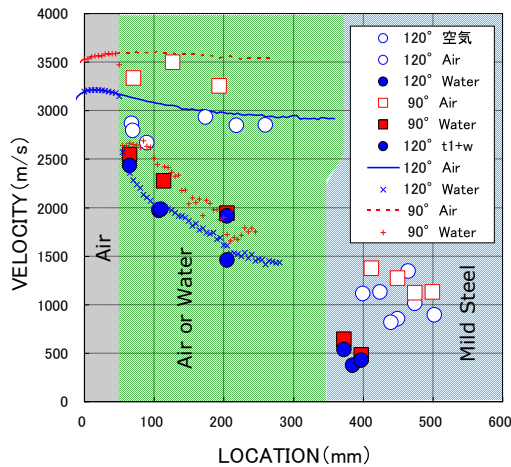 4000
3500
3000
2500
2000
1500
1000
500
0
VELOCITY(m/s)
0
100
200
300
400
500
600
LOCATION(mm)
Air
Air or Water
Mild Steel
120° 空気
120° Air
120° Water
90° Air
90° Water
120° t1+w
120° Air
120° Water
90° Air
90° Water